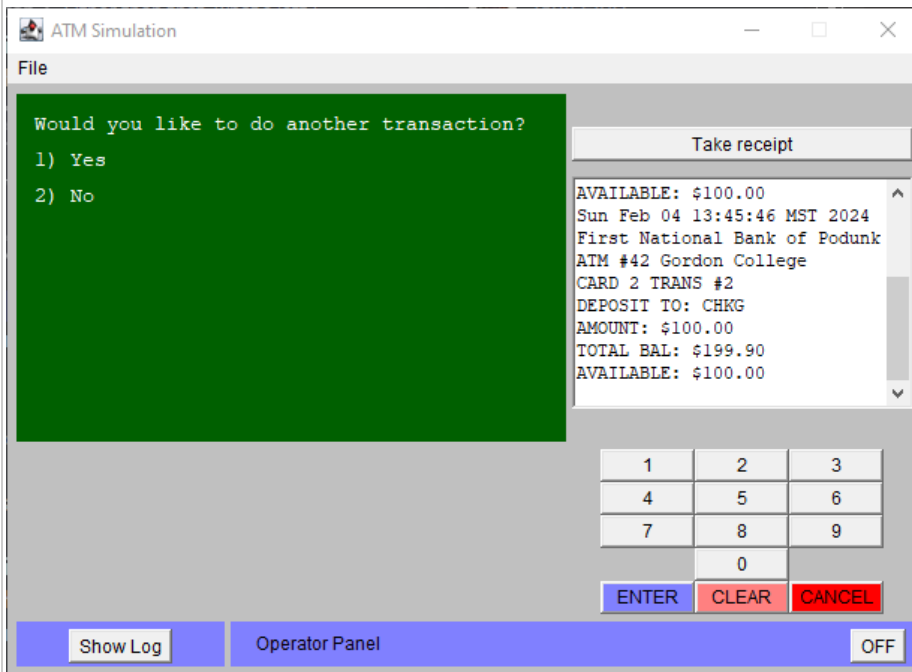 ATM Simulation
File
Would you like to do another transaction?
1) Yes
2) No
Take receipt
AVAILABLE: $100.00
Sun Feb 04 13:45:46 MST 2024
First National Bank of Podunk
ATM #42 Gordon College
CARD 2 TRANS #2
DEPOSIT TO: CHKG
AMOUNT: $100.00
TOTAL BAL: $199.90
AVAILABLE: $100.00
1 2 3
4 5 6
7 8 9
0
ENTER CLEAR CANCEL
Show Log Operator Panel OFF